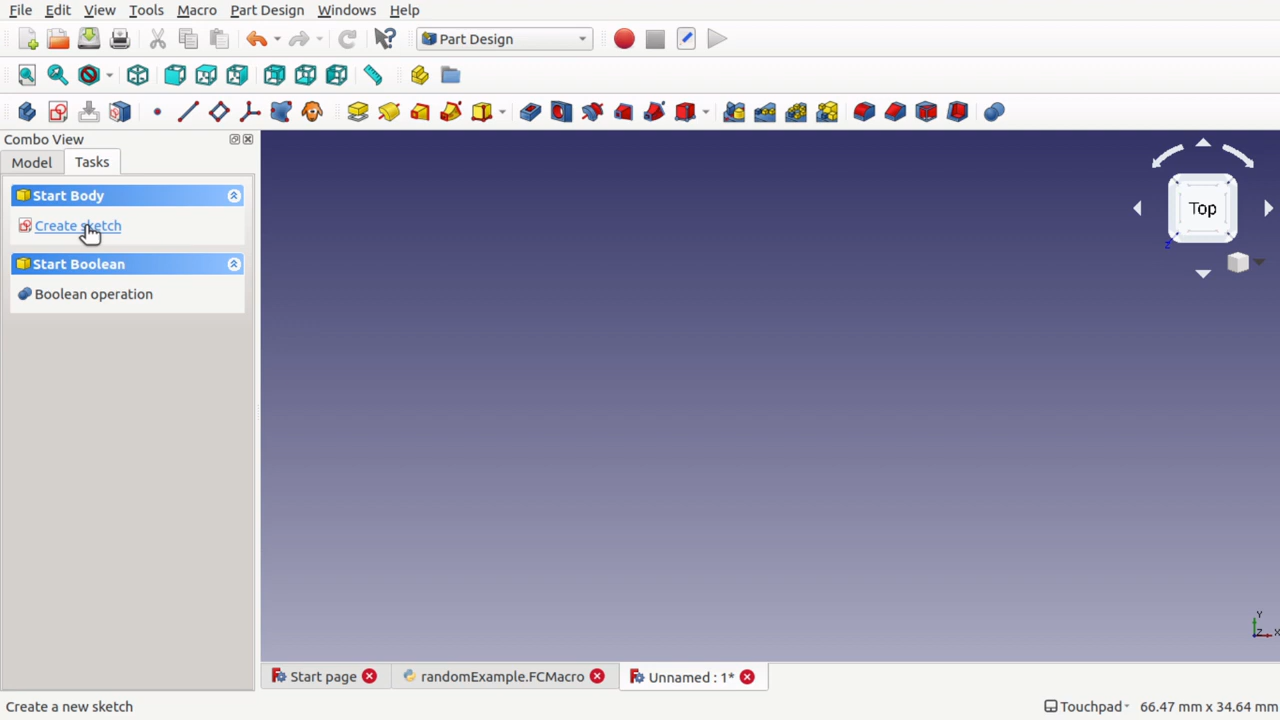 File Edit View Tools Macro Part Design Windows Help
Part Design
Combo View
Model Tasks
Start Body
Create sketch
Start Boolean
Boolean operation
Top
Z
Y
Z X
Start page randomExample.FCMacro Unnamed : 1*
Create a new sketch Touchpad 66.47 mm x 34.64 mm